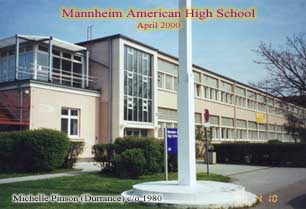 Mannheim American High School
April 2000
Michelle Pinson (Durrance) c/o 1980